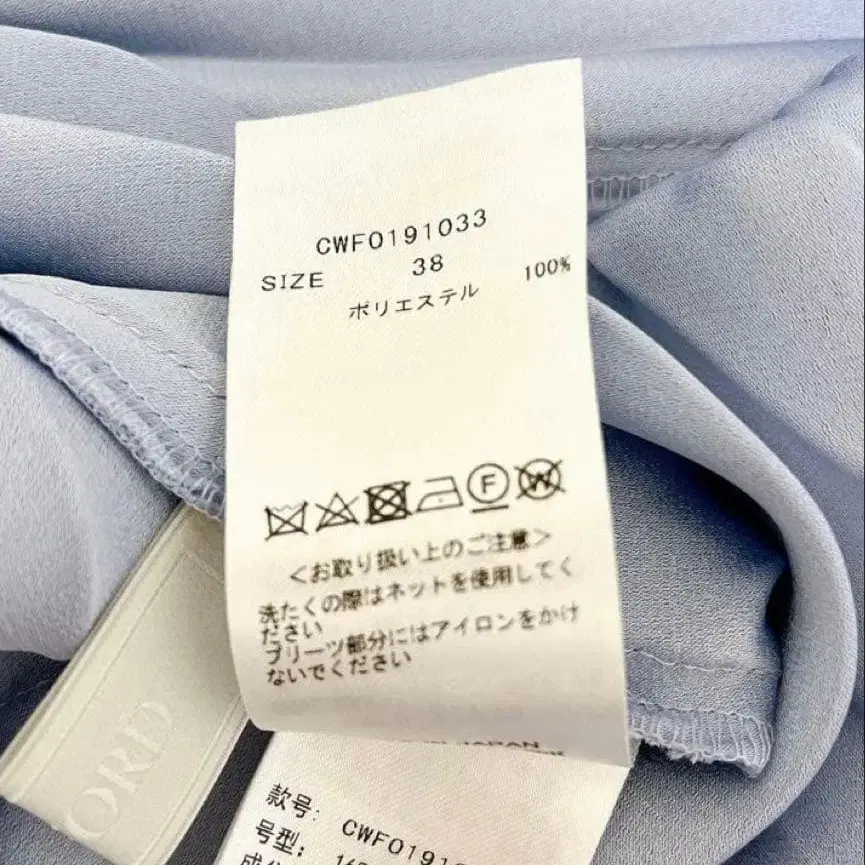 CWF0191033
SIZE 38
ポリエステル 100%
F W
<お取り扱い上のご注意>
洗たくの際はネットを使用してく
ださい
プリーツ部分にはアイロンをかけ
ないでください
JAPAN
款号: CWF0191
号型:
ORD